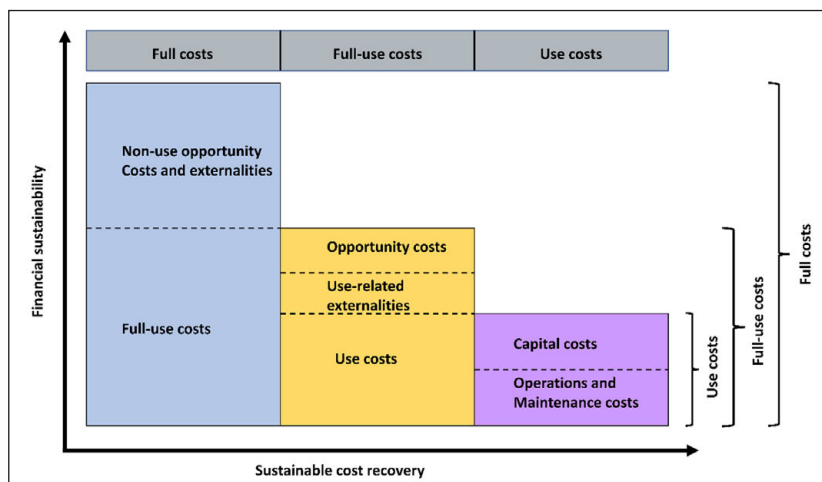 Full costs
Full-use costs
Use costs
Non-use opportunity
Costs and externalities
Full-use costs
Opportunity costs
Use-related
externalities
Use costs
Capital costs
Operations and
Maintenance costs
Use costs
Full-use costs
Full costs
Financial sustainability
Sustainable cost recovery